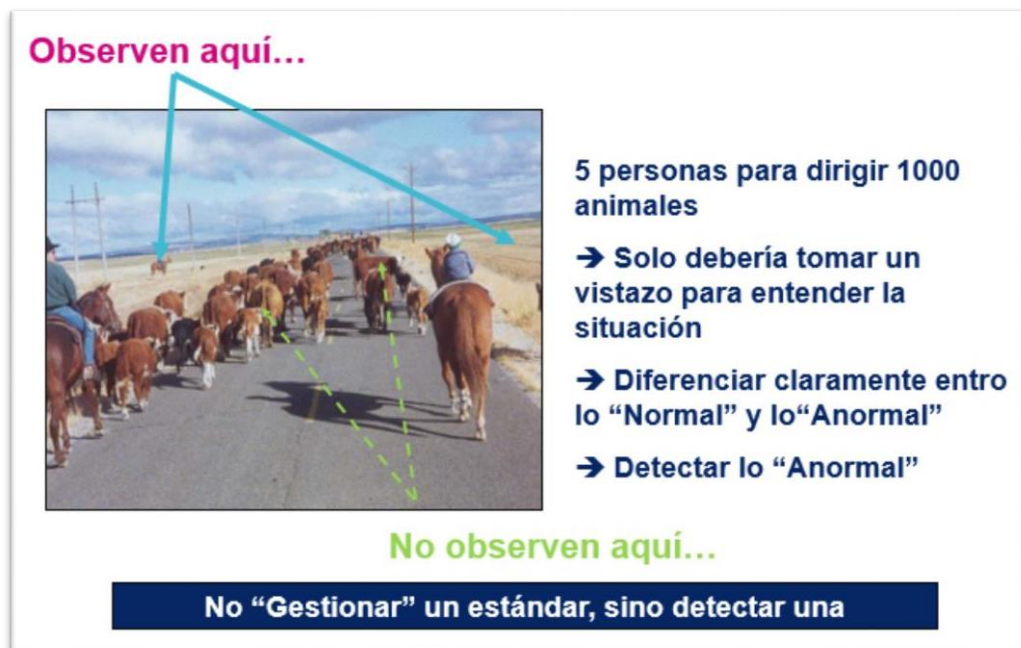 Observen aquí...
5 personas para dirigir 1000
animales
➔ Solo debería tomar un
vistazo para entender la
situación
➔ Diferenciar claramente entro
lo “Normal” y lo“Anormal”
➔ Detectar lo “Anormal”
No observen aquí...
No “Gestionar” un estándar, sino detectar una